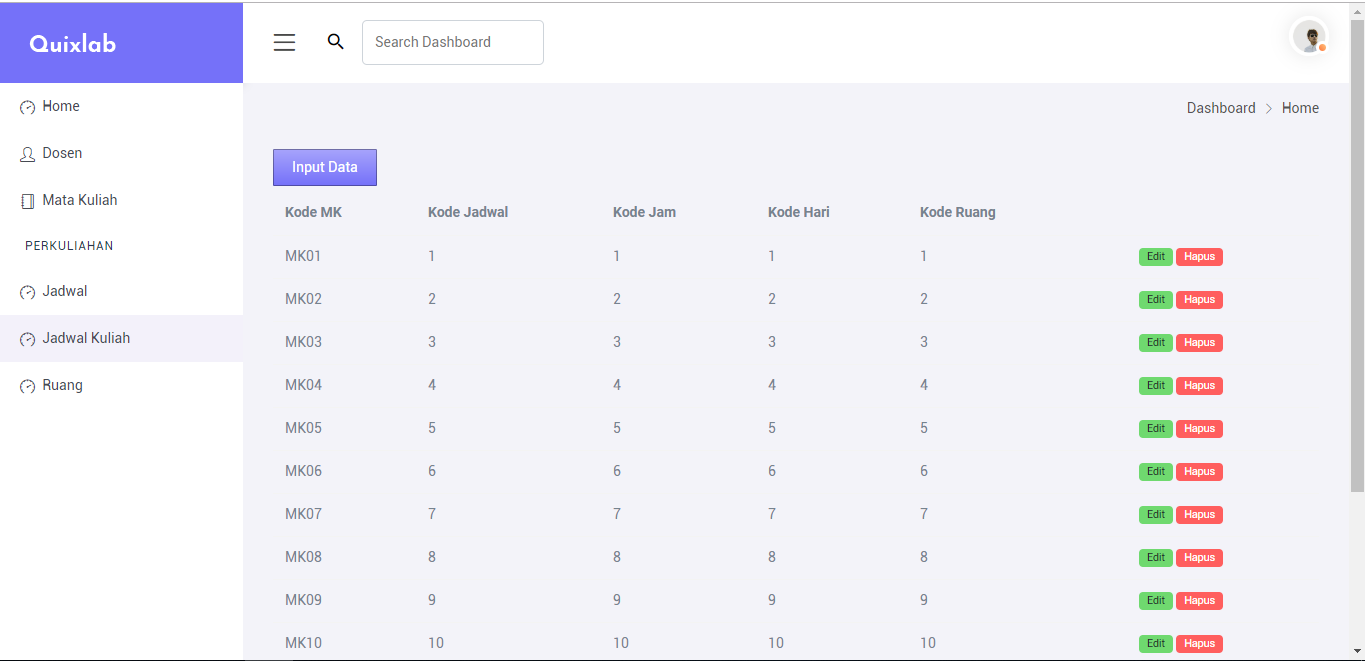 Quixlab
Search Dashboard
Home
Dosen
Mata Kuliah
PERKULIAHAN
Jadwal
Jadwal Kuliah
Ruang
Dashboard > Home
Input Data
Kode MK Kode Jadwal Kode Jam Kode Hari Kode Ruang
MK01 1 1 1 1 Edit Hapus
MK02 2 2 2 2 Edit Hapus
MK03 3 3 3 3 Edit Hapus
MK04 4 4 4 4 Edit Hapus
MK05 5 5 5 5 Edit Hapus
MK06 6 6 6 6 Edit Hapus
MK07 7 7 7 7 Edit Hapus
MK08 8 8 8 8 Edit Hapus
MK09 9 9 9 9 Edit Hapus
MK10 10 10 10 10 Edit Hapus